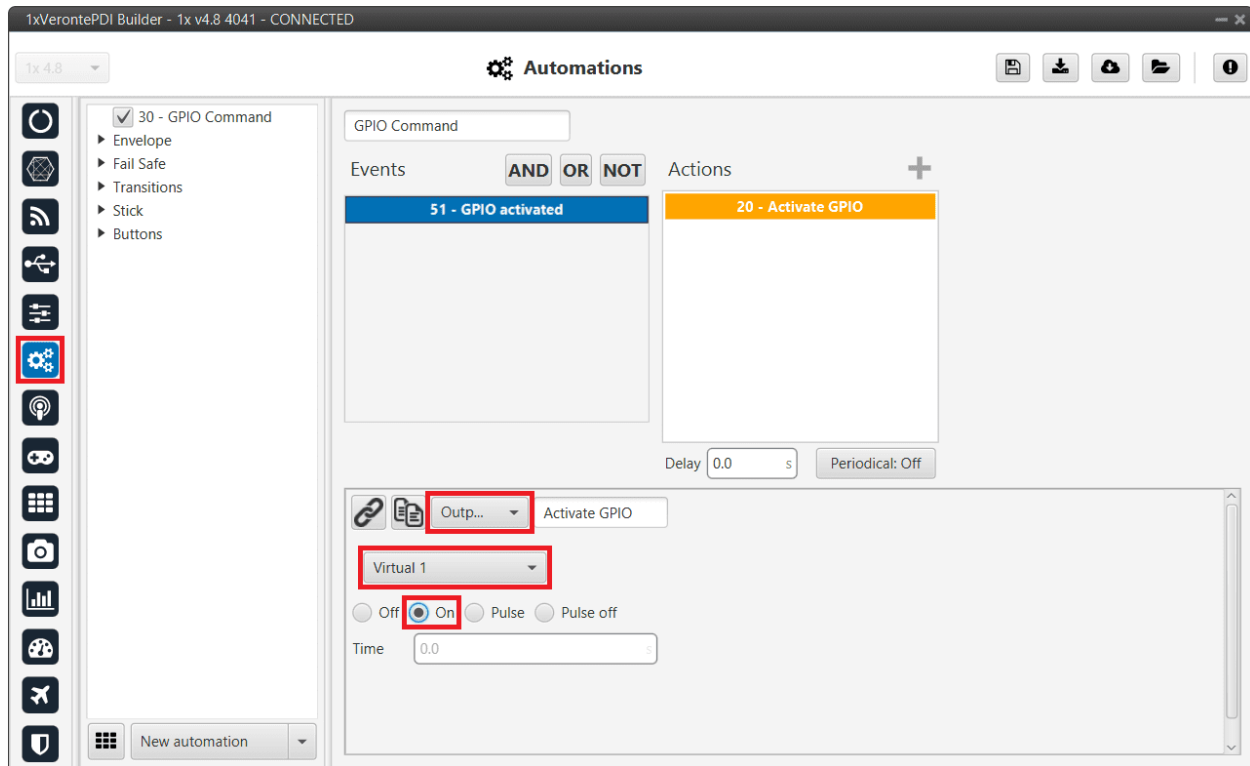 1xVerontePDI Builder - 1x v4.8 4041 - CONNECTED
1x 4.8
Automations
30 - GPIO Command
Envelope
Fail Safe
Transitions
Stick
Buttons
New automation
GPIO Command
Events AND OR NOT
51 - GPIO activated
Actions
20 - Activate GPIO
Delay 0.0 s Periodical: Off
Outp... Activate GPIO
Virtual 1
Off On Pulse Pulse off
Time 0.0 s